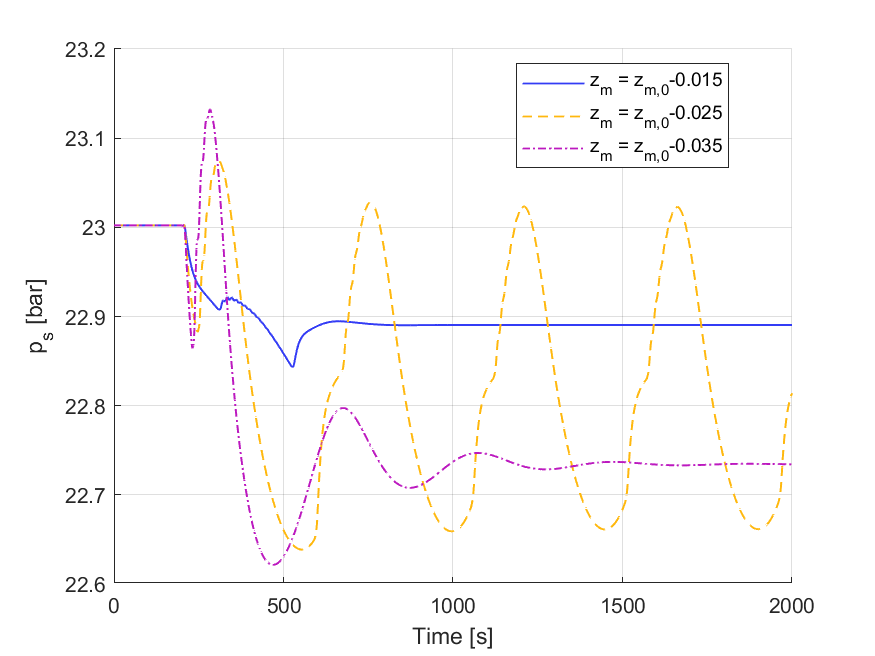 23.2
23.1
23
22.9
22.8
22.7
22.6
0
500
1000
1500
2000
Time [s]
p_s [bar]
z_m = z_m,0-0.015
z_m = z_m,0-0.025
z_m = z_m,0-0.035